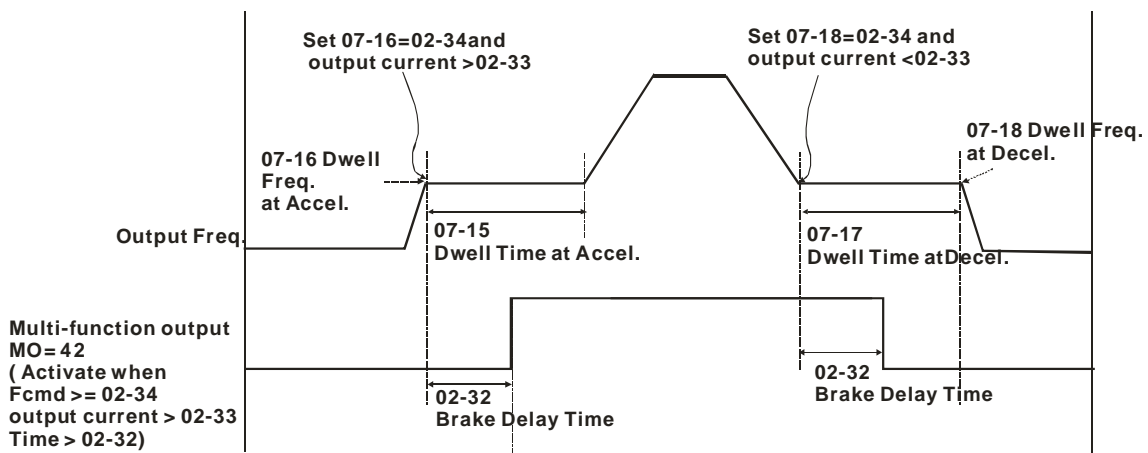 Set 07-16=02-34and
output current >02-33
Set 07-18=02-34 and
output current <02-33
07-16 Dwell
Freq.
at Accel.
07-18 Dwell Freq.
at Decel.
Output Freq.
07-15
Dwell Time at Accel.
07-17
Dwell Time atDecel.
Multi-function output
MO=42
( Activate when
Fcmd >= 02-34
output current > 02-33
Time > 02-32)
02-32
Brake Delay Time
02-32
Brake Delay Time